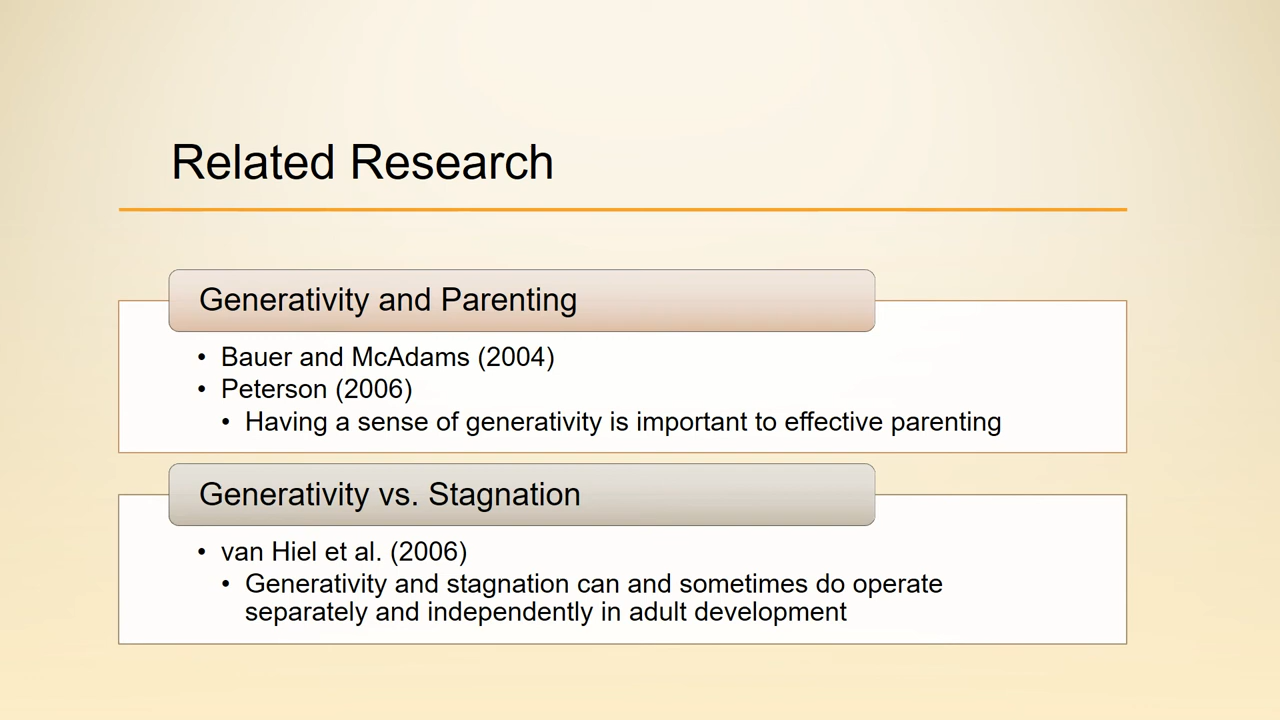 Related Research
Generativity and Parenting
• Bauer and McAdams (2004)
• Peterson (2006)
• Having a sense of generativity is important to effective parenting
Generativity vs. Stagnation
• van Hiel et al. (2006)
• Generativity and stagnation can and sometimes do operate
separately and independently in adult development